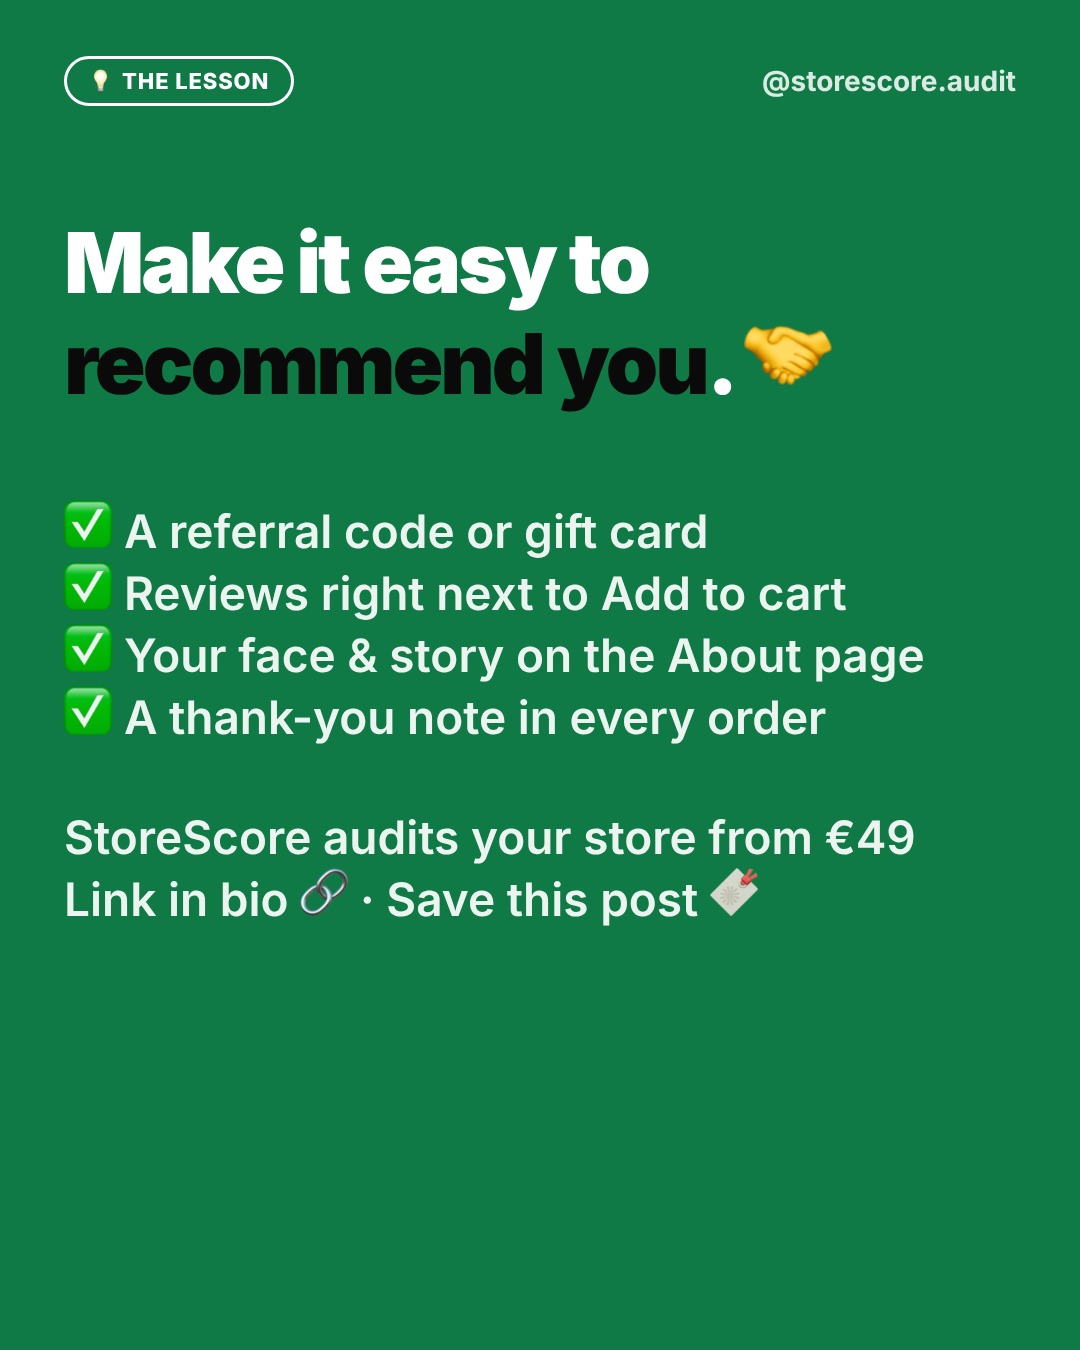 💡 THE LESSON
@storescore.audit
Make it easy to
recommend you. 🤝
✅ A referral code or gift card
✅ Reviews right next to Add to cart
✅ Your face & story on the About page
✅ A thank-you note in every order
StoreScore audits your store from €49
Link in bio 🔗 · Save this post 🔖